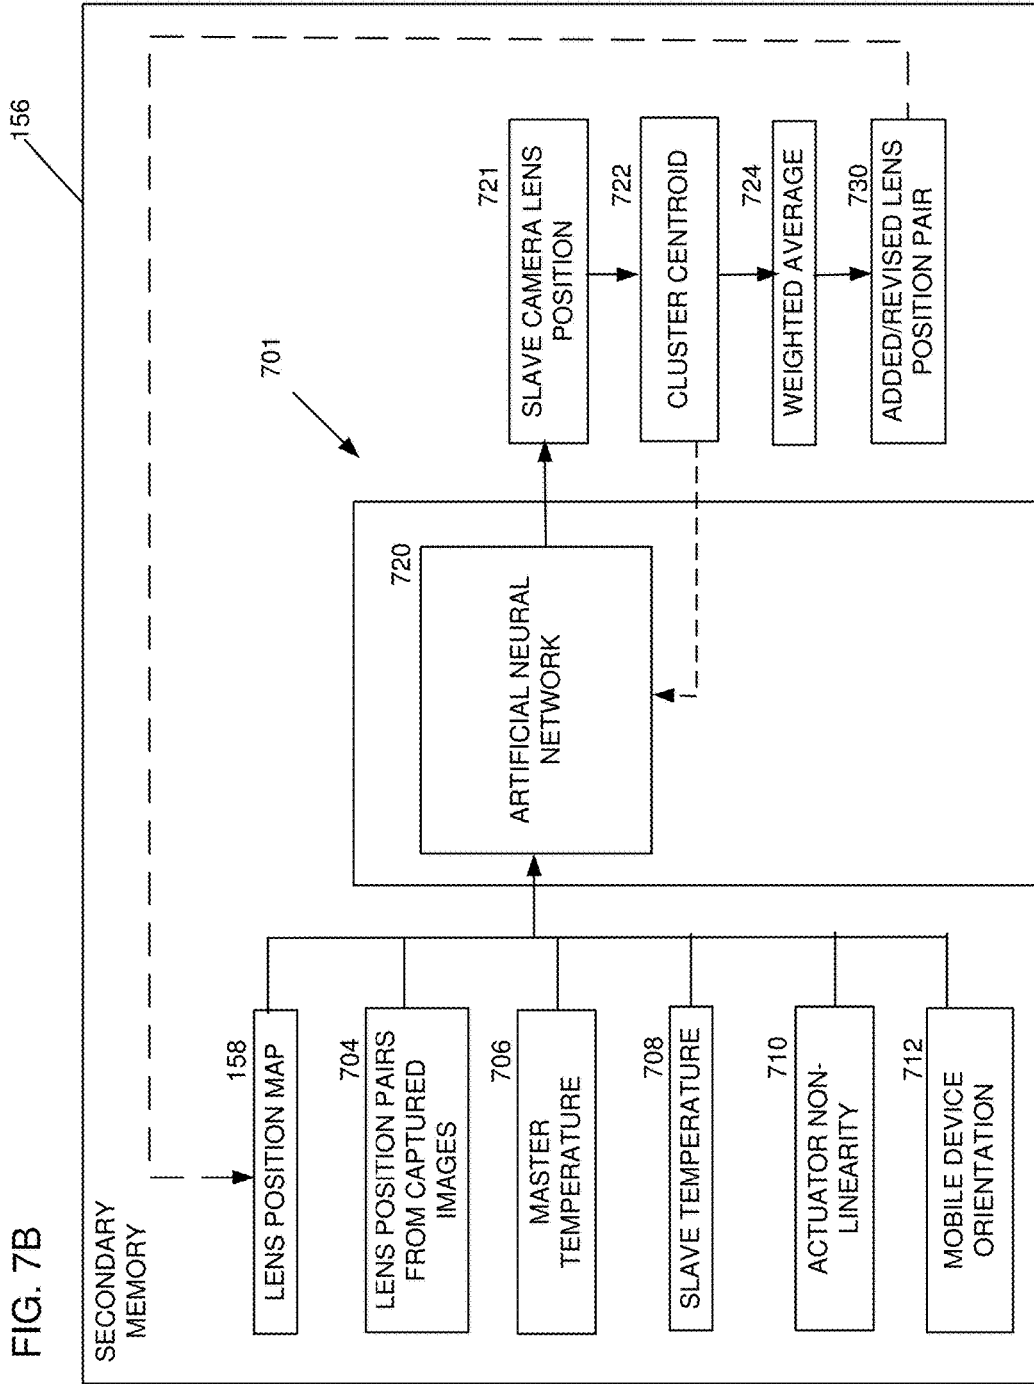 FIG. 7B
156
SECONDARY
MEMORY
701
158
LENS POSITION MAP
704
LENS POSITION PAIRS
FROM CAPTURED
IMAGES
706
MASTER
TEMPERATURE
708
SLAVE TEMPERATURE
710
ACTUATOR NON-
LINEARITY
712
MOBILE DEVICE
ORIENTATION
720
ARTIFICIAL NEURAL
NETWORK
721
SLAVE CAMERA LENS
POSITION
722
CLUSTER CENTROID
724
WEIGHTED AVERAGE
730
ADDED/REVISED LENS
POSITION PAIR